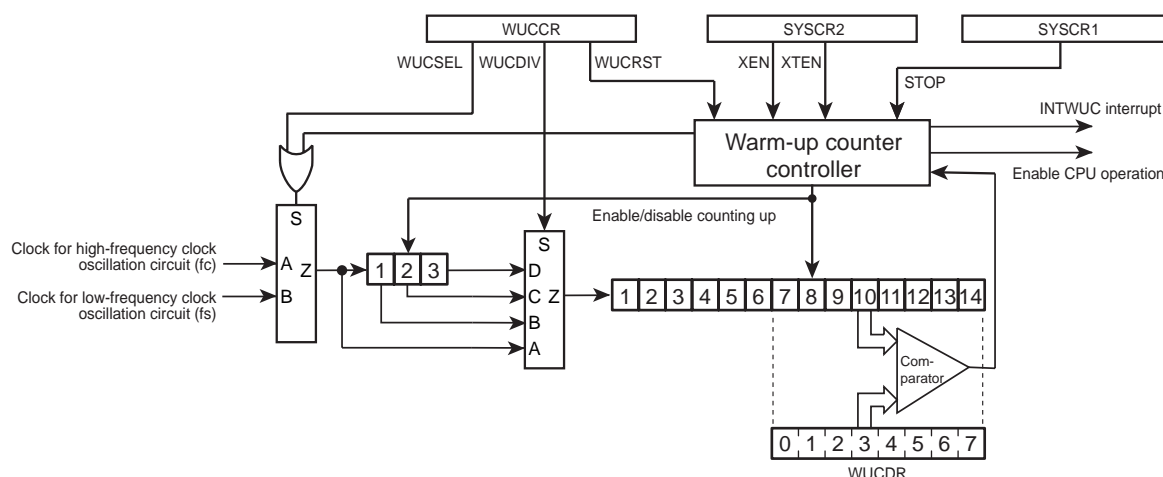 WUCCR
SYSCR2
SYSCR1
WUCSEL
WUCDIV
WUCRST
XEN
XTEN
STOP
INTWUC interrupt
Warm-up counter
controller
Enable CPU operation
S
Enable/disable counting up
S
Clock for high-frequency clock
oscillation circuit (fc)
A
Z
1 2 3
D
Clock for low-frequency clock
oscillation circuit (fs)
B
C
Z
B
A
1 2 3 4 5 6 7 8 9 10 11 12 13 14
Com-
parator
0 1 2 3 4 5 6 7
WUCDR